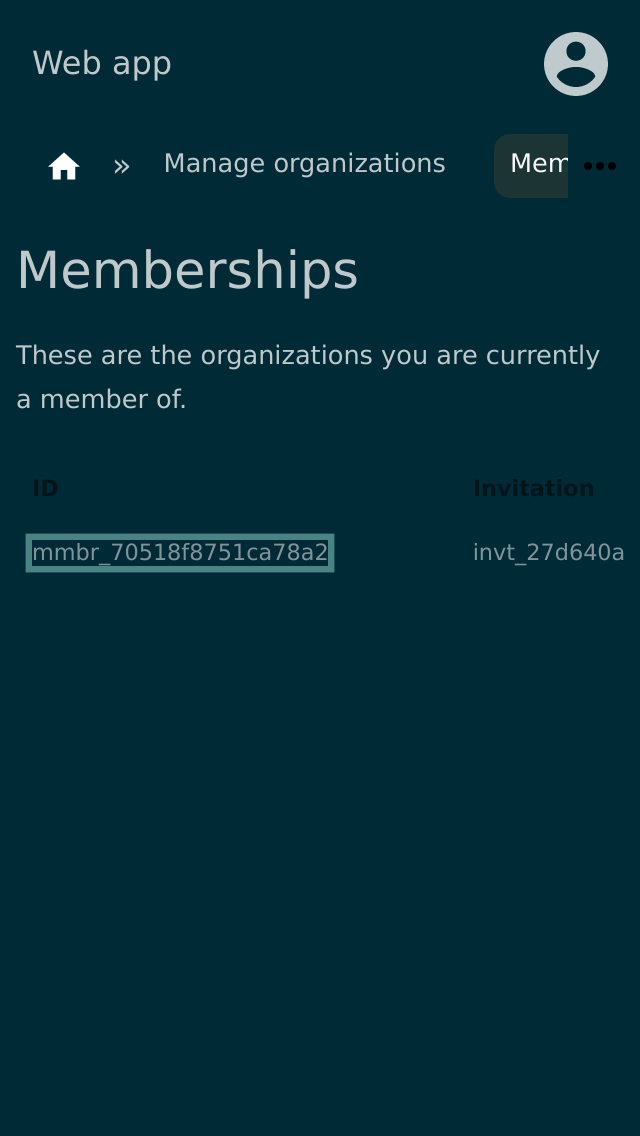 Web app
» Manage organizations Mem
Memberships
These are the organizations you are currently
a member of.
ID Invitation
mmbr_70518f8751ca78a2 invt_27d640a